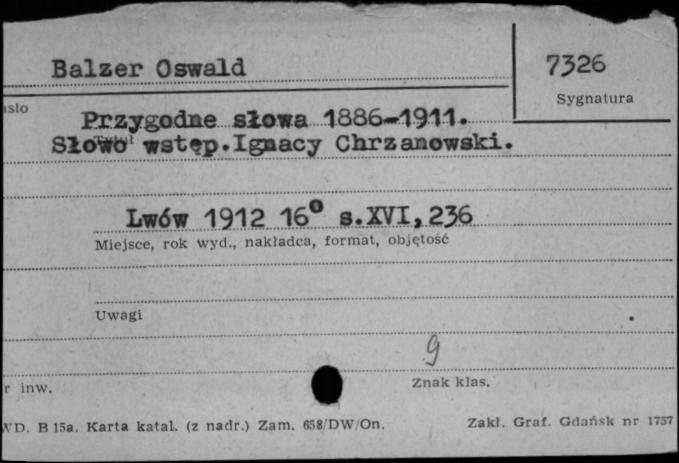 Balzer Oswald
7326
Sygnatura
Przygodne słowa 1886-1911.
Słowo wstęp.Ignacy Chrzanowski.
Lwów 1912 16° s.XVI,236
Miejsce, rok wyd., nakładca, format, objętość
Uwagi
9
r inw.
Znak klas.
WD. B 15a. Karta katal. (z nadr.) Zam. 658/DW/On.
Zakł. Graf. Gdańsk nr 1757